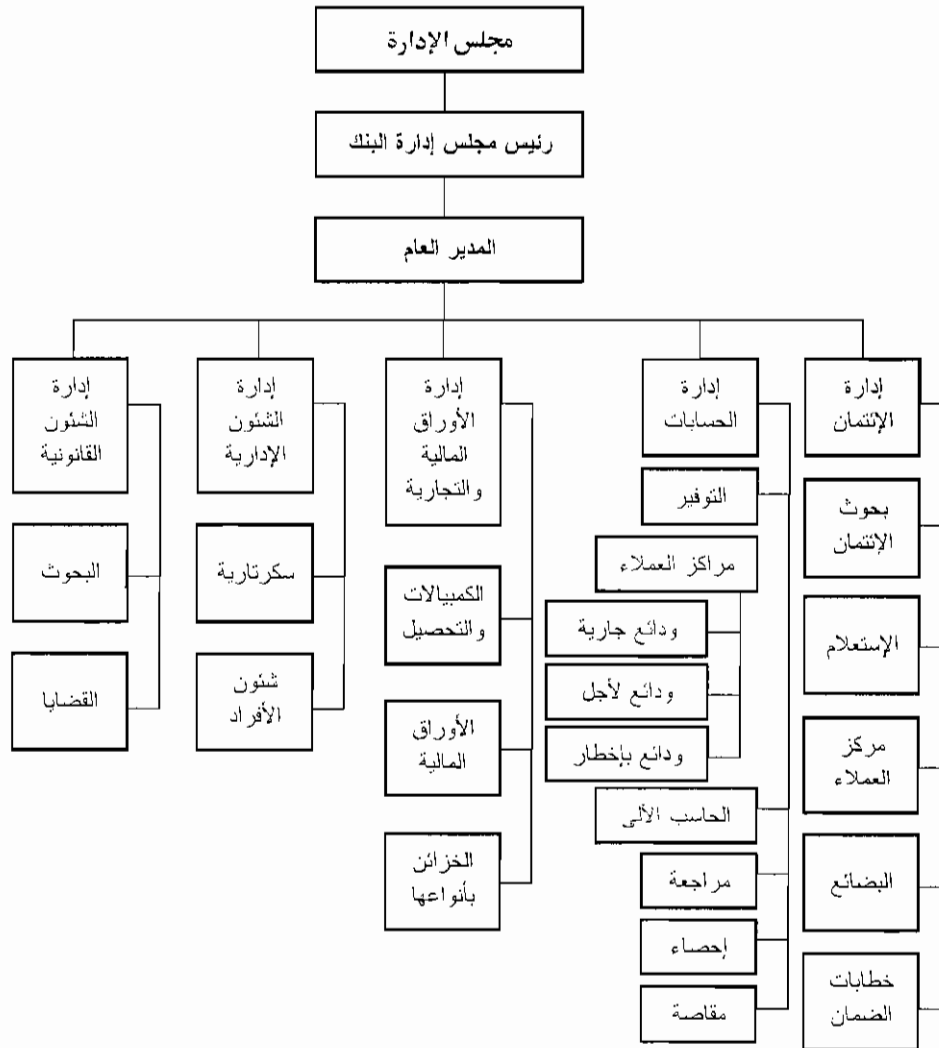 مجلس الإدارة
رئيس مجلس إدارة البنك
المدير العام
إدارة
الإئتمان
بحوث
الإئتمان
الإستعلام
مركز
العملاء
البضائع
خطابات
الضمان
إدارة
الحسابات
التوفير
مراكز العملاء
ودائع جارية
ودائع لأجل
ودائع بإخطار
الحاسب الألى
مراجعة
إحصاء
مقاصة
إدارة
الأوراق
المالية
والتجارية
الكمبيالات
والتحصيل
الأوراق
المالية
الخزائن
بأنواعها
إدارة
الشئون
الإدارية
سكرتارية
شئون
الأفراد
إدارة
الشئون
القانونية
البحوث
القضايا